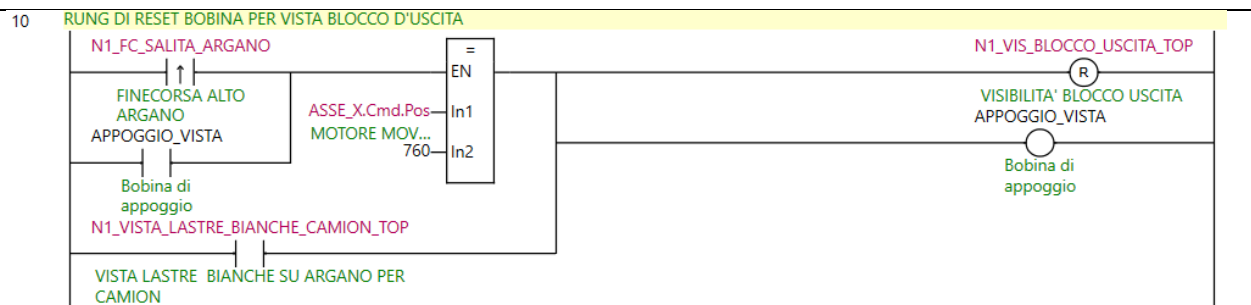 10
RUNG DI RESET BOBINA PER VISTA BLOCCO D'USCITA
N1_FC_SALITA_ARGANO
=
N1_VIS_BLOCCO_USCITA_TOP
EN
R
FINECORSA ALTO
ARGANO
ASSE_X.Cmd.Pos
In1
VISIBILITA' BLOCCO USCITA
APPOGGIO_VISTA
MOTORE MOV...
APPOGGIO_VISTA
760
In2
Bobina di
appoggio
Bobina di
appoggio
N1_VISTA_LASTRE_BIANCHE_CAMION_TOP
VISTA LASTRE BIANCHE SU ARGANO PER
CAMION